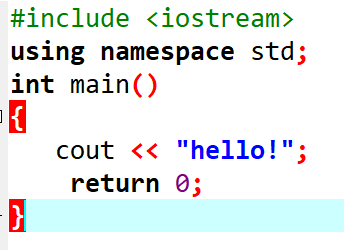 #include <iostream>
using namespace std;
int main()
{
   cout << "hello!";
    return 0;
}